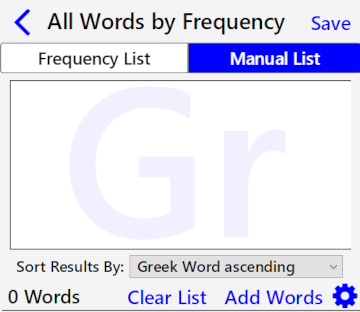 All Words by Frequency Save
Frequency List Manual List
Gr
Sort Results By: Greek Word ascending
0 Words Clear List Add Words